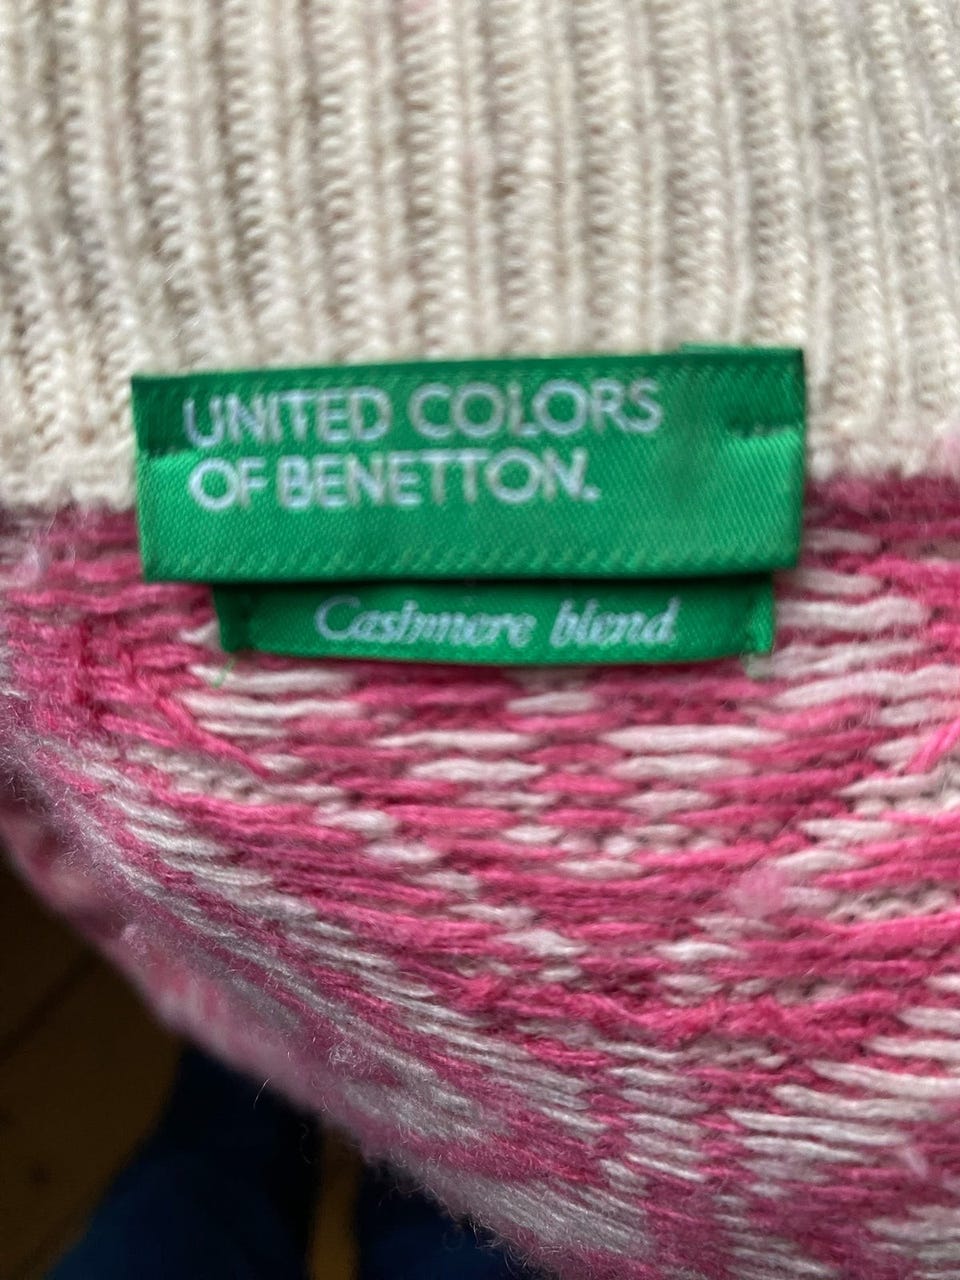 UNITED COLORS
OF BENETTON.
Cashmere blend